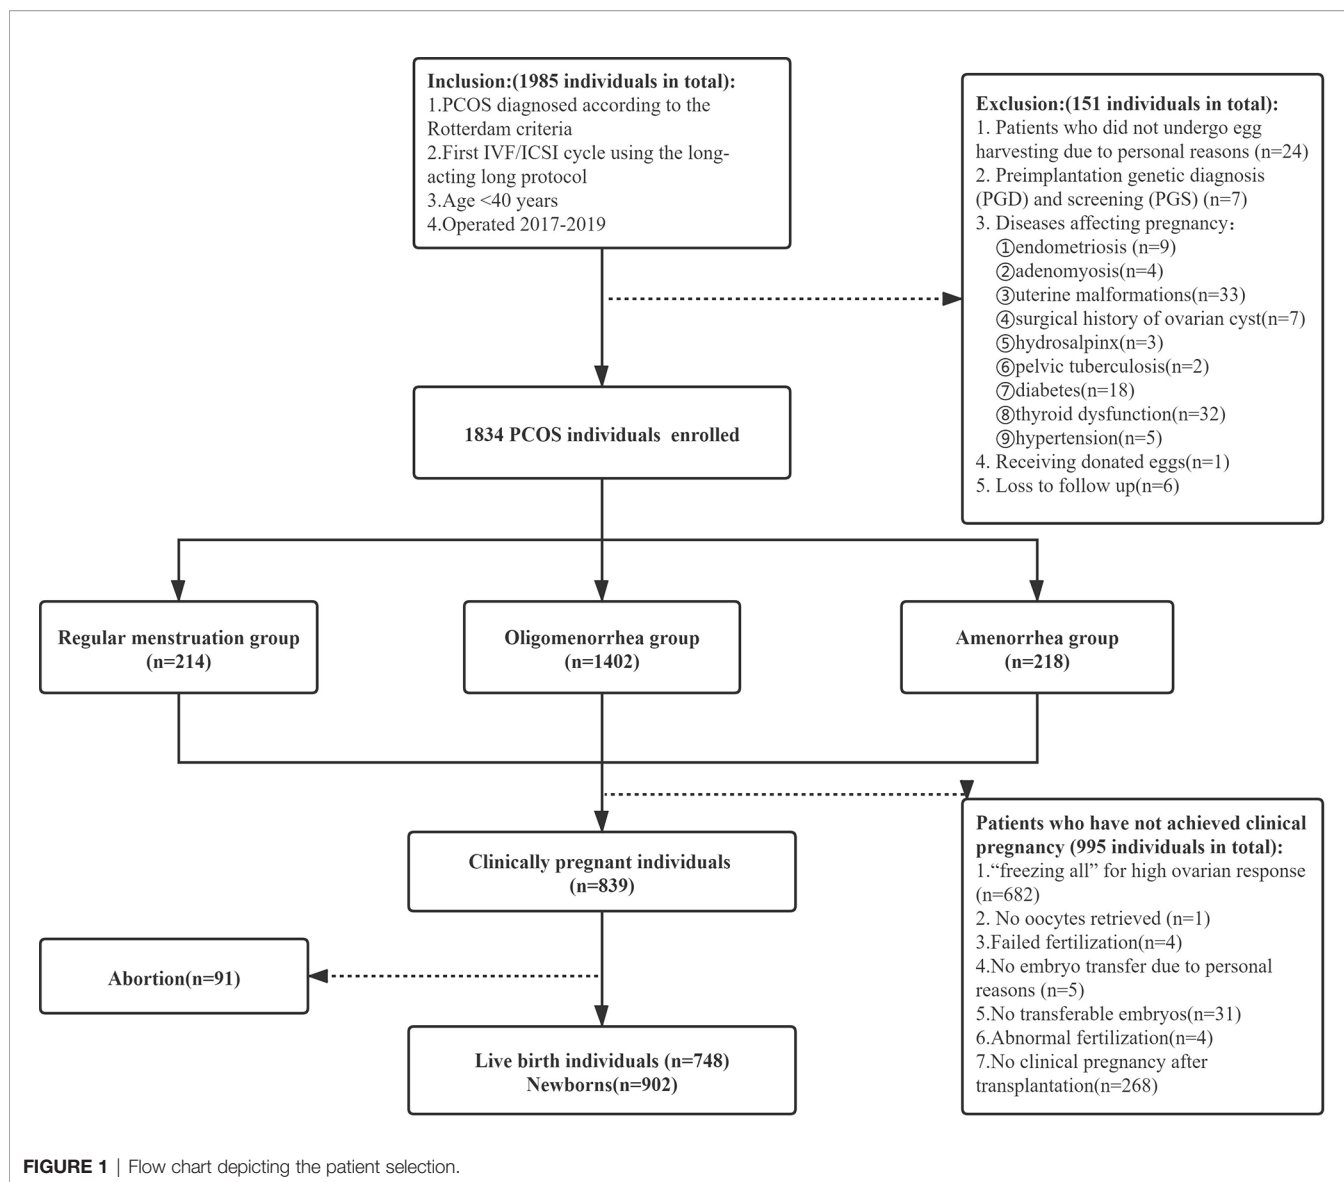 Inclusion:(1985 individuals in total):
1.PCOS diagnosed according to the
Rotterdam criteria
2.First IVF/ICSI cycle using the long-
acting long protocol
3.Age <40 years
4.Operated 2017-2019
Exclusion:(151 individuals in total):
1. Patients who did not undergo egg
harvesting due to personal reasons (n=24)
2. Preimplantation genetic diagnosis
(PGD) and screening (PGS) (n=7)
3. Diseases affecting pregnancy:
①endometriosis (n=9)
②adenomyosis(n=4)
③uterine malformations(n=33)
④surgical history of ovarian cyst(n=7)
⑤hydrosalpinx(n=3)
⑥pelvic tuberculosis(n=2)
⑦diabetes(n=18)
⑧thyroid dysfunction(n=32)
⑨hypertension(n=5)
4. Receiving donated eggs(n=1)
5. Loss to follow up(n=6)
1834 PCOS individuals enrolled
Regular menstruation group
(n=214)
Oligomenorrhea group
(n=1402)
Amenorrhea group
(n=218)
Clinically pregnant individuals
(n=839)
Patients who have not achieved clinical
pregnancy (995 individuals in total):
1.“freezing all” for high ovarian response
(n=682)
2. No oocytes retrieved (n=1)
3.Failed fertilization(n=4)
4.No embryo transfer due to personal
reasons (n=5)
5.No transferable embryos(n=31)
6.Abnormal fertilization(n=4)
7.No clinical pregnancy after
transplantation(n=268)
Abortion(n=91)
Live birth individuals (n=748)
Newborns(n=902)
FIGURE 1 | Flow chart depicting the patient selection.